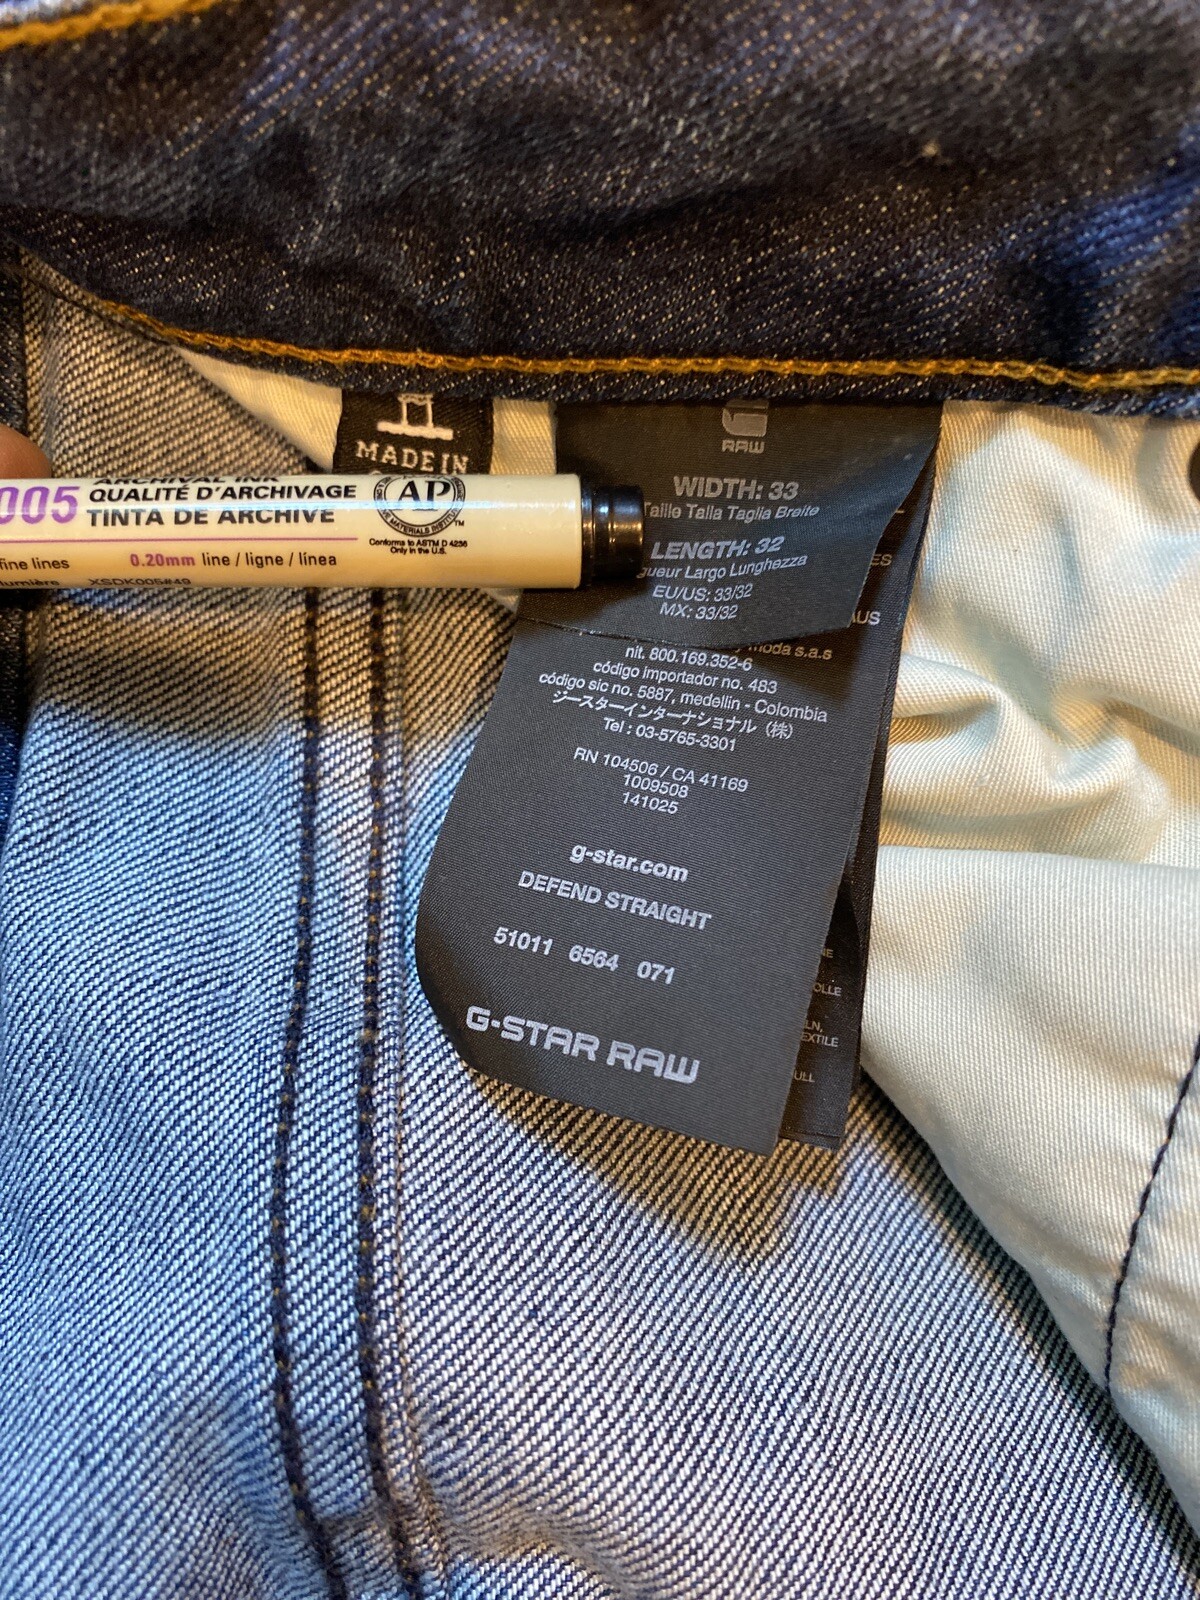 MADE IN
005
ARCHIVAL INK
QUALITÉ D'ARCHIVAGE
TINTA DE ARCHIVE
fine lines 0.20mm line / ligne / línea
XSDK005#49
AP
Conforms to ASTM D 4236
Only in the U.S.
RAW
WIDTH: 33
Taille Talla Taglia Breite
LENGTH: 32
Largo Lunghezza
EU/US: 33/32
MX: 33/32
moda s.a.s
nit. 800.169.352-6
código importador no. 483
código sic no. 5887, medellin - Colombia
ジースターインターナショナル（株）
Tel : 03-5765-3301
RN 104506 / CA 41169
1009508
141025
g-star.com
DEFEND STRAIGHT
51011 6564 071
G-STAR RAW